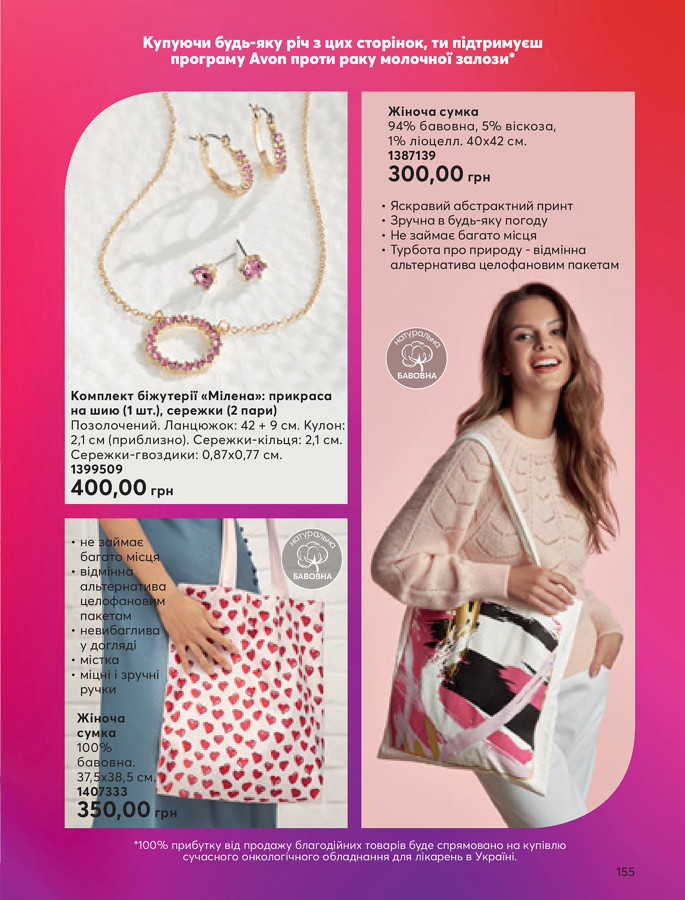 Купуючи будь-яку річ з цих сторінок, ти підтримуєш
програму Avon проти раку молочної залози*
Комплект біжутерії «Мілена»: прикраса
на шию (1 шт.), сережки (2 пари)
Позолочений. Ланцюжок: 42 + 9 см. Кулон:
2,1 см (приблизно). Сережки-кільця: 2,1 см.
Сережки-гвоздики: 0,87х0,77 см.
1399509
400,00 грн
Жіноча сумка
94% бавовна, 5% віскоза,
1% ліоцелл. 40х42 см.
1387139
300,00 грн
• Яскравий абстрактний принт
• Зручна в будь-яку погоду
• Не займає багато місця
• Турбота про природу - відмінна
альтернатива целофановим пакетам
натуральна
БАВОВНА
• не займає
багато місця
• відмінна
альтернатива
целофановим
пакетам
• невибаглива
у догляді
• містка
• міцні і зручні
ручки
натуральна
БАВОВНА
Жіноча
сумка
100%
бавовна.
37,5х38,5 см.
1407333
350,00 грн
*100% прибутку від продажу благодійних товарів буде спрямовано на купівлю
сучасного онкологічного обладнання для лікарень в Україні.
155